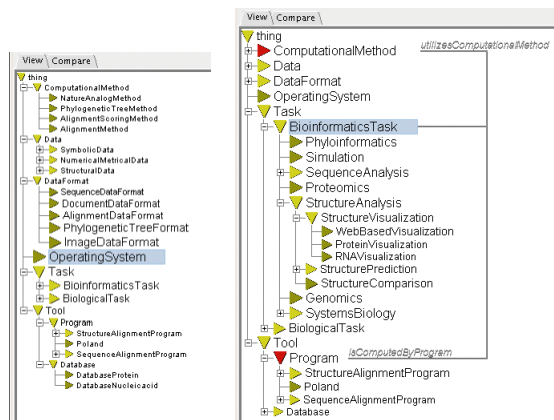 View Compare
thing
ComputationalMethod
NatureAnalogMethod
PhylogeneticTreeMethod
AlignmentScoringMethod
AlignmentMethod
Data
SymbolicData
NumericalMetricalData
StructuralData
DataFormat
SequenceDataFormat
DocumentDataFormat
AlignmentDataFormat
PhylogeneticTreeFormat
ImageDataFormat
OperatingSystem
Task
BioinformaticsTask
BiologicalTask
Tool
Program
StructureAlignmentProgram
Poland
SequenceAlignmentProgram
Database
DatabaseProtein
DatabaseNucleicacid
View Compare
thing
ComputationalMethod utilizesComputationalMethod
Data
DataFormat
OperatingSystem
Task
BioinformaticsTask
Phyloinformatics
Simulation
SequenceAnalysis
Proteomics
StructureAnalysis
StructureVisualization
WebBasedVisualization
ProteinVisualization
RNAVisualization
StructurePrediction
StructureComparison
Genomics
SystemsBiology
BiologicalTask
Tool
Program isComputedByProgram
StructureAlignmentProgram
Poland
SequenceAlignmentProgram
Database